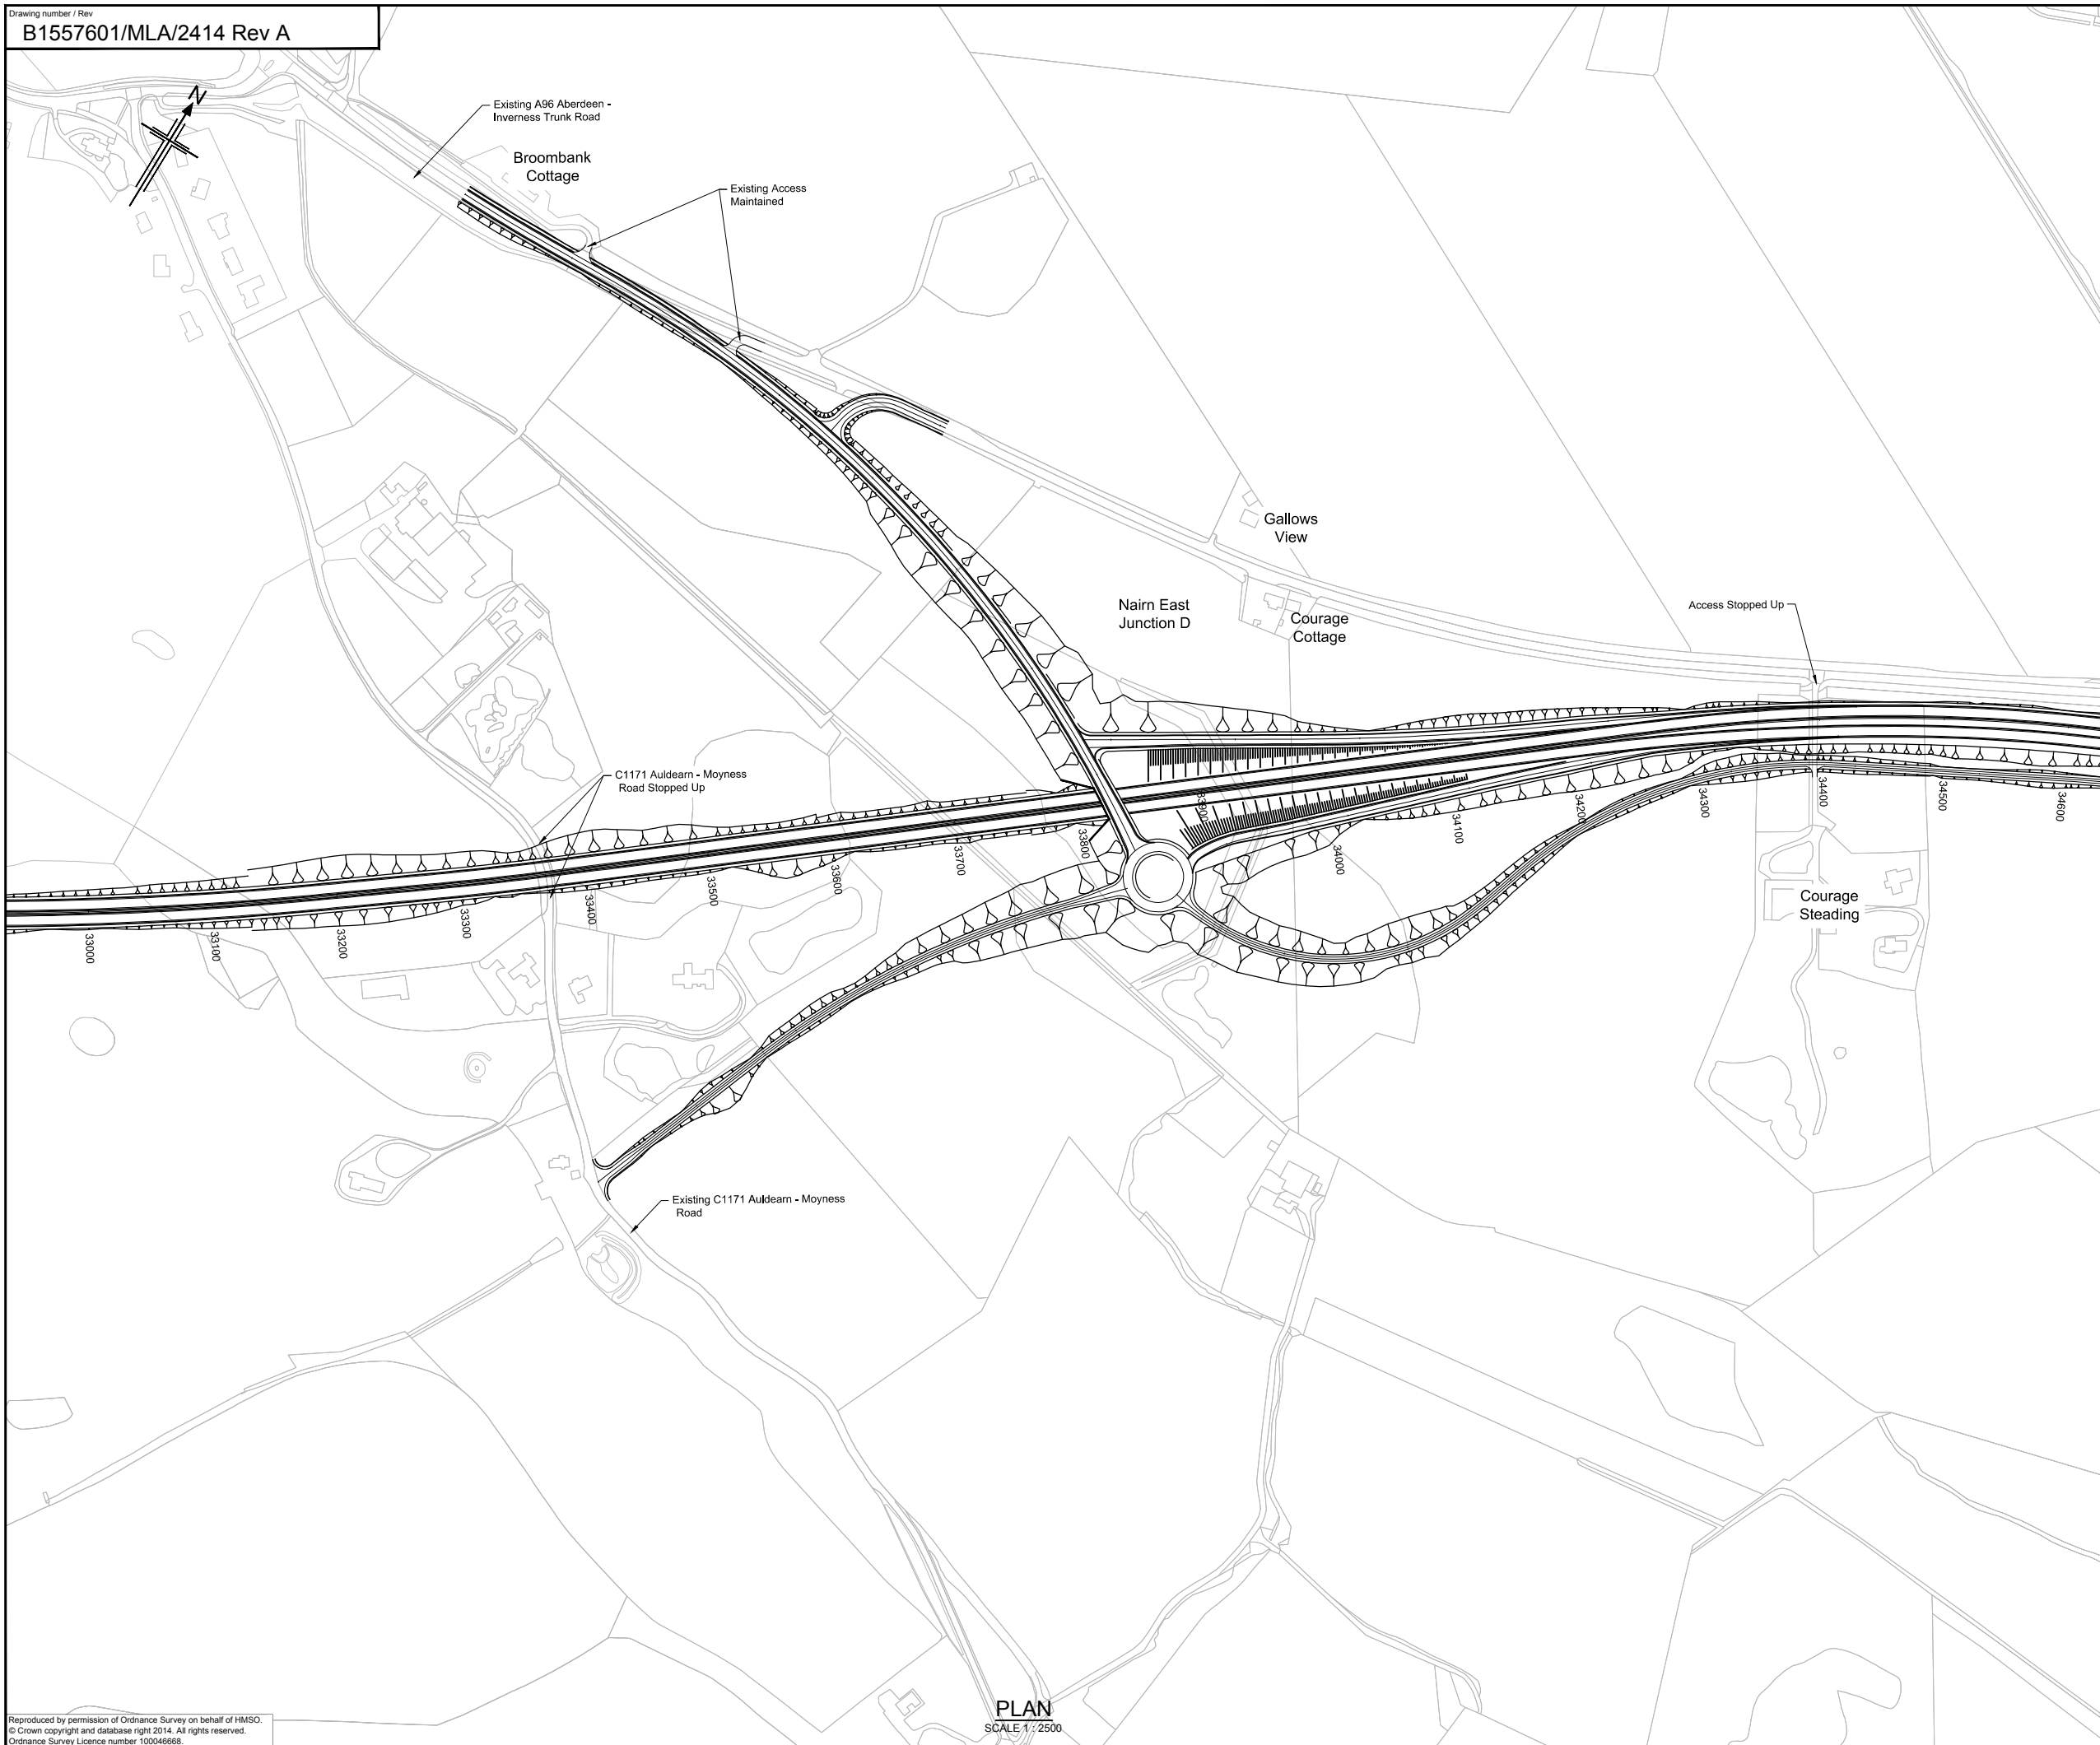 Drawing number / Rev
B1557601/MLA/2414 Rev A
N
Existing A96 Aberdeen -
Inverness Trunk Road
Broombank
Cottage
Existing Access
Maintained
Gallows
View
Nairn East
Junction D
Courage
Cottage
Access Stopped Up
C1171 Auldearn - Moyness
Road Stopped Up
33000
33100
33200
33300
33400
33500
33600
33700
33800
33900
34000
34100
34200
34300
34400
34500
34600
Courage
Steading
Existing C1171 Auldearn - Moyness
Road
PLAN
SCALE 1 : 2500
Reproduced by permission of Ordnance Survey on behalf of HMSO.
© Crown copyright and database right 2014. All rights reserved.
Ordnance Survey Licence number 100046668.